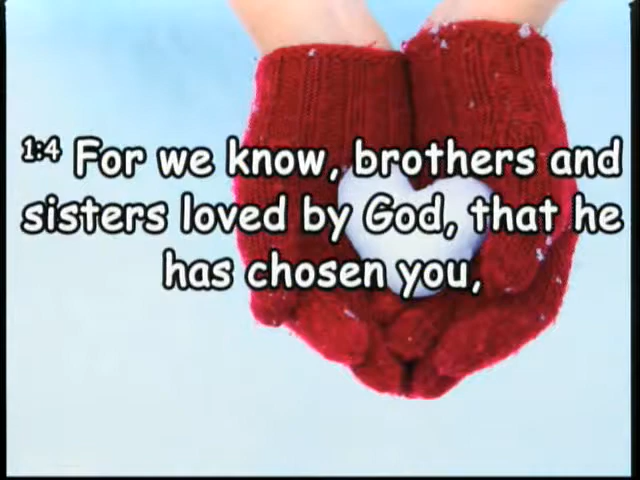 1:4 For we know, brothers and
sisters loved by God, that he
has chosen you,